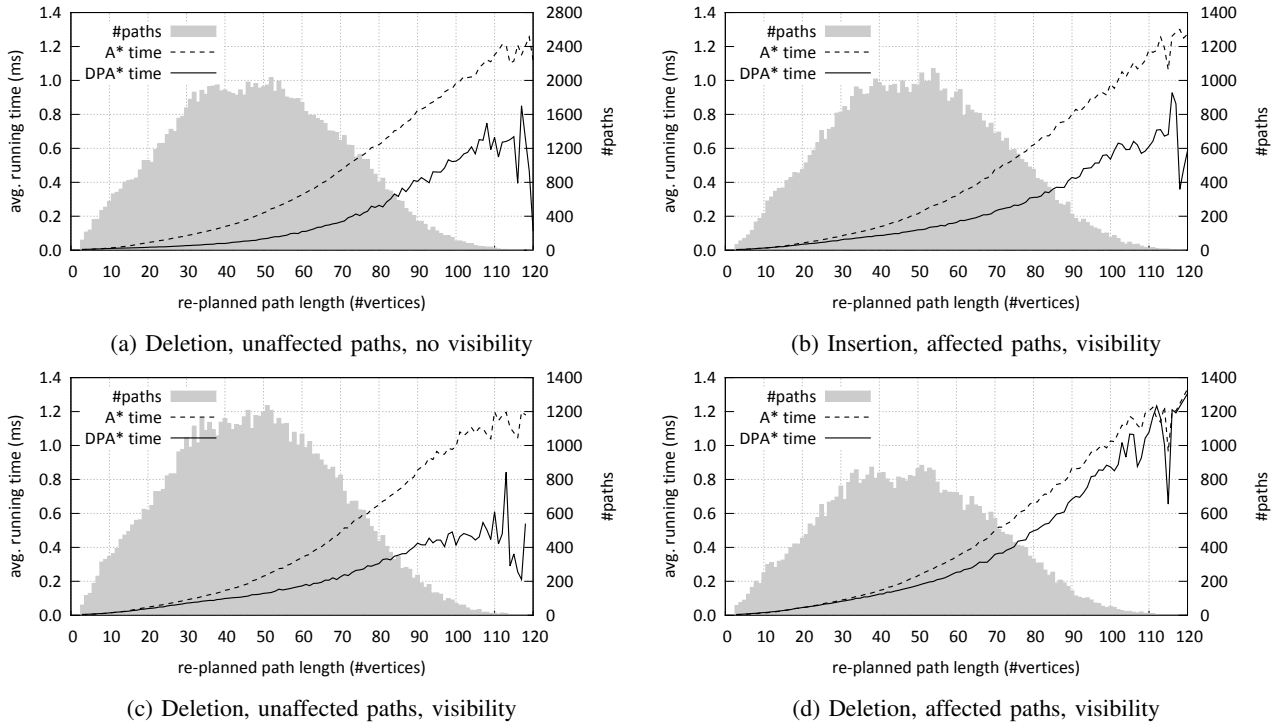 1.4
1.2
1.0
0.8
0.6
0.4
0.2
0.0
avg. running time (ms)
#paths
A* time
DPA* time
2800
2400
2000
1600
1200
800
400
0
#paths
0 10 20 30 40 50 60 70 80 90 100 110 120
re-planned path length (#vertices)
(a) Deletion, unaffected paths, no visibility
1.4
1.2
1.0
0.8
0.6
0.4
0.2
0.0
avg. running time (ms)
#paths
A* time
DPA* time
1400
1200
1000
800
600
400
200
0
#paths
0 10 20 30 40 50 60 70 80 90 100 110 120
re-planned path length (#vertices)
(b) Insertion, affected paths, visibility
1.4
1.2
1.0
0.8
0.6
0.4
0.2
0.0
avg. running time (ms)
#paths
A* time
DPA* time
1400
1200
1000
800
600
400
200
0
#paths
0 10 20 30 40 50 60 70 80 90 100 110 120
re-planned path length (#vertices)
(c) Deletion, unaffected paths, visibility
1.4
1.2
1.0
0.8
0.6
0.4
0.2
0.0
avg. running time (ms)
#paths
A* time
DPA* time
1400
1200
1000
800
600
400
200
0
#paths
0 10 20 30 40 50 60 70 80 90 100 110 120
re-planned path length (#vertices)
(d) Deletion, affected paths, visibility